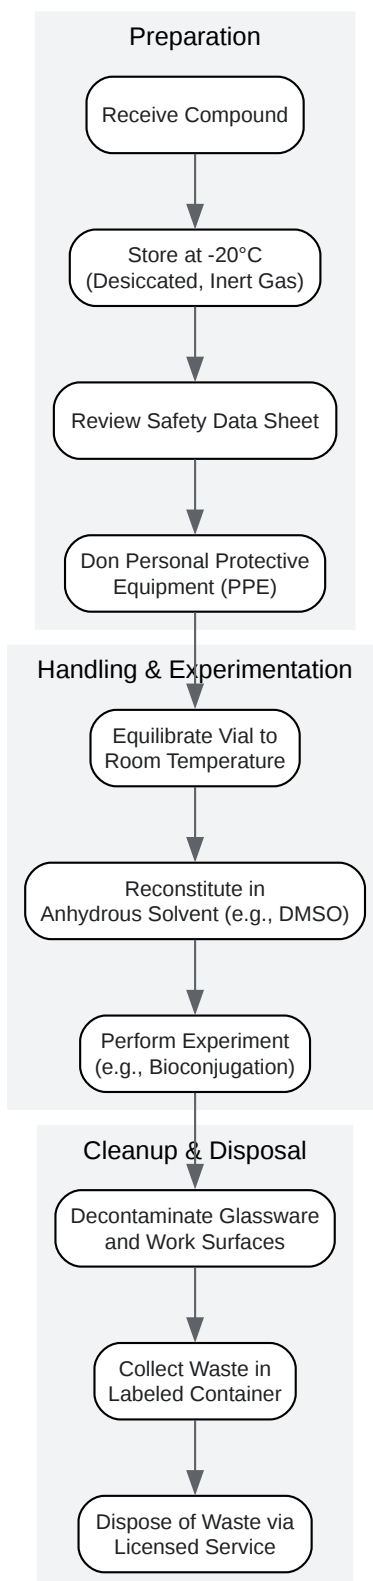 Preparation
Receive Compound
Store at -20°C
(Desiccated, Inert Gas)
Review Safety Data Sheet
Don Personal Protective
Equipment (PPE)
Handling & Experimentation
Equilibrate Vial to
Room Temperature
Reconstitute in
Anhydrous Solvent (e.g., DMSO)
Perform Experiment
(e.g., Bioconjugation)
Cleanup & Disposal
Decontaminate Glassware
and Work Surfaces
Collect Waste in
Labeled Container
Dispose of Waste via
Licensed Service